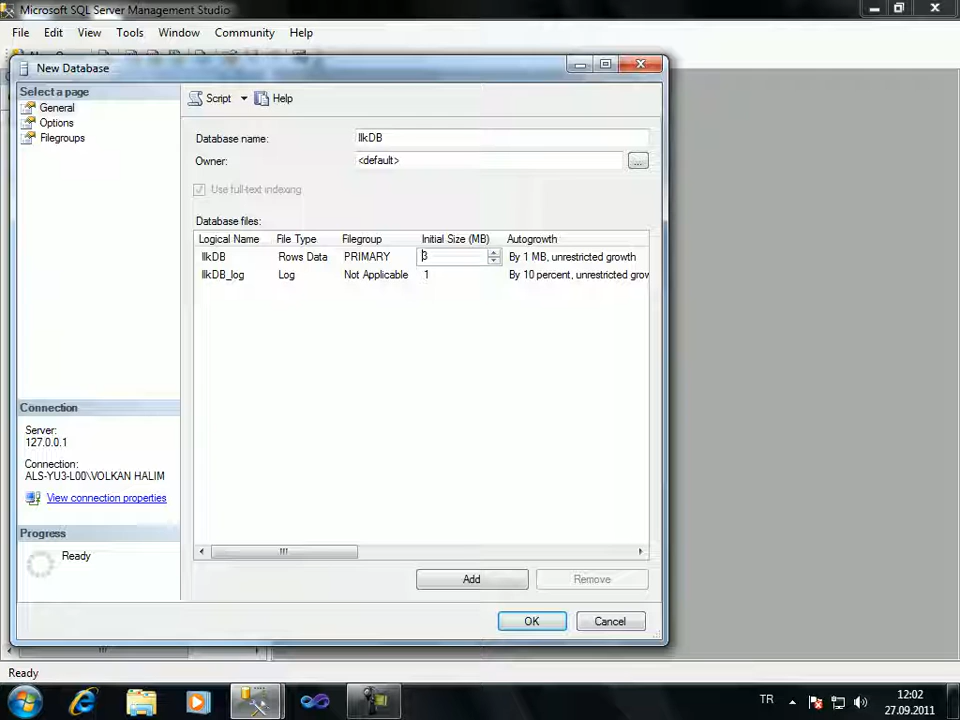 Microsoft SQL Server Management Studio
File Edit View Tools Window Community Help
New Database
Select a page
General
Options
Filegroups
Script Help
Database name: IlkDB
Owner: <default> ...
Use full-text indexing
Database files:
Logical Name File Type Filegroup Initial Size (MB) Autogrowth
IlkDB Rows Data PRIMARY 3 By 1 MB, unrestricted growth
IlkDB_log Log Not Applicable 1 By 10 percent, unrestricted grov
Connection
Server:
127.0.0.1
Connection:
ALS-YU3-L00\VOLKAN HALIM
View connection properties
Progress
Ready
Add Remove
OK Cancel
Ready
TR 12:02
27.09.2011